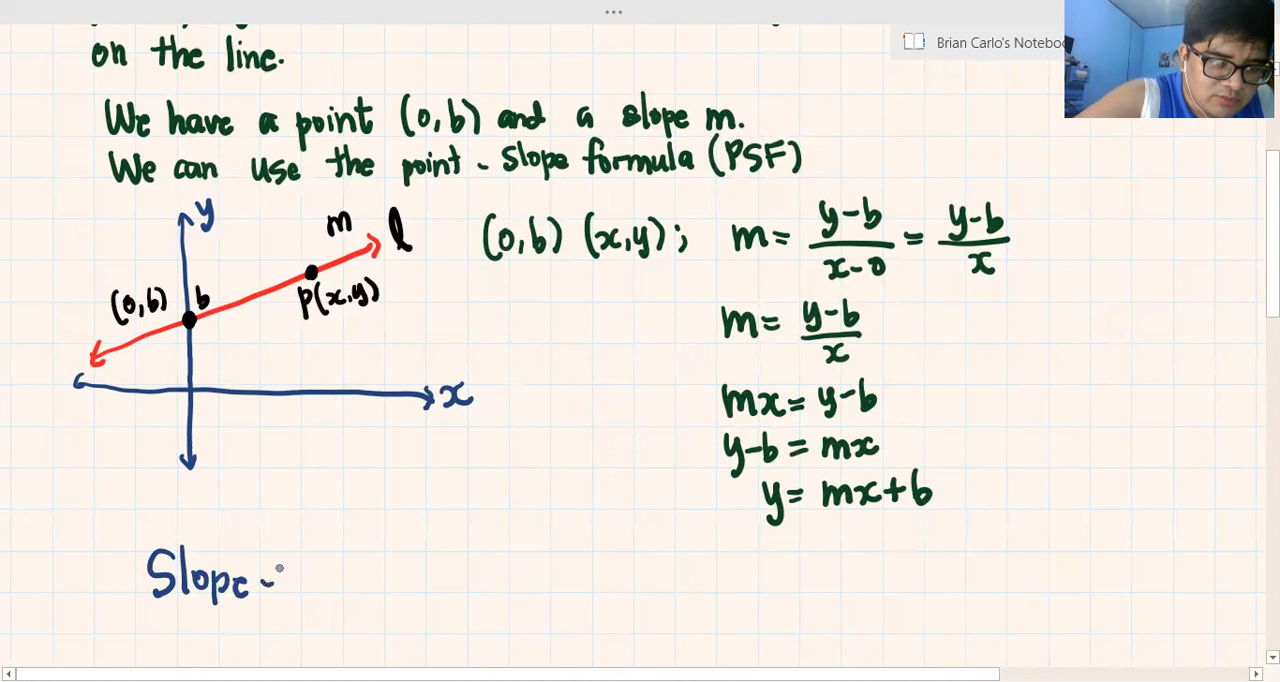 on the line.
Brian Carlo's Noteboo
We have a point (0,b) and a slope m.
We can use the point - slope formula (PSF)
y
m l
(0,b) b
P(x,y)
x
(0,b) (x,y); m = y-b / x-0 = y-b / x
m = y-b / x
mx = y-b
y-b = mx
y = mx+b
Slope -